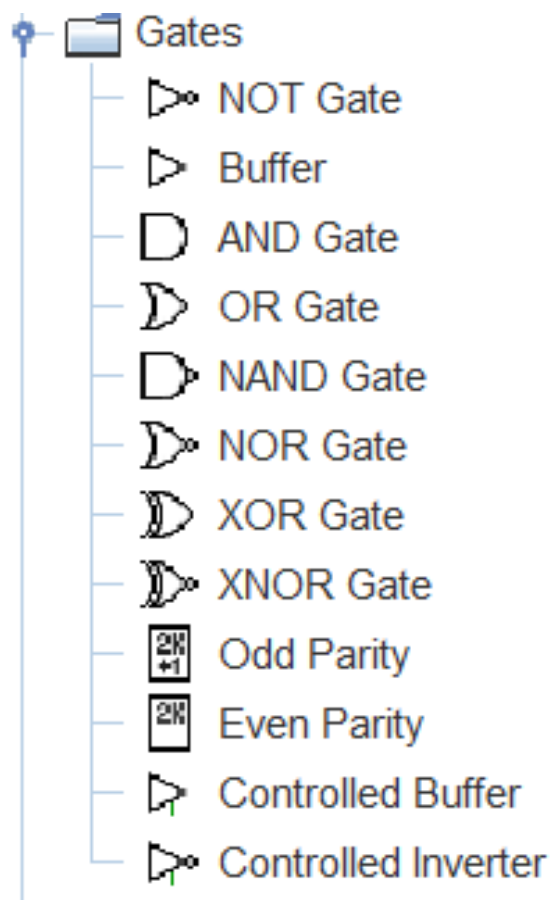 Gates
NOT Gate
Buffer
AND Gate
OR Gate
NAND Gate
NOR Gate
XOR Gate
XNOR Gate
2K
+1
Odd Parity
2K
Even Parity
Controlled Buffer
Controlled Inverter